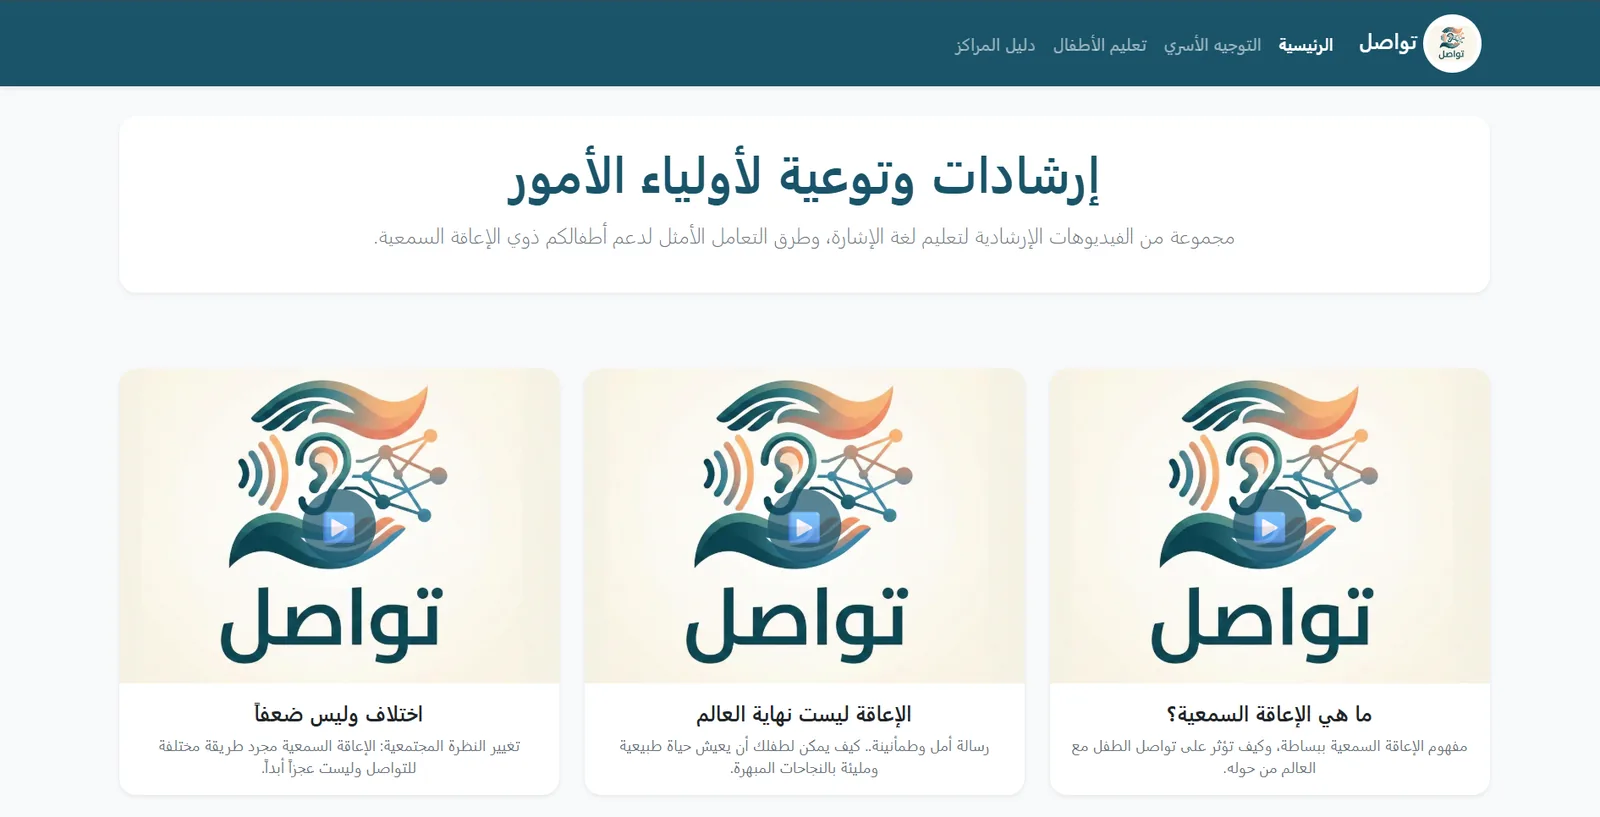 تواصل
تواصل الرئيسية التوجيه الأسري تعليم الأطفال دليل المراكز
إرشادات وتوعية لأولياء الأمور
مجموعة من الفيديوهات الإرشادية لتعليم لغة الإشارة، وطرق التعامل الأمثل لدعم أطفالكم ذوي الإعاقة السمعية.
تواصل
ما هي الإعاقة السمعية؟
مفهوم الإعاقة السمعية ببساطة، وكيف تؤثر على تواصل الطفل مع
العالم من حوله.
تواصل
الإعاقة ليست نهاية العالم
رسالة أمل وطمأنينة.. كيف يمكن لطفلك أن يعيش حياة طبيعية
ومليئة بالنجاحات المبهرة.
تواصل
اختلاف وليس ضعفاً
تغيير النظرة المجتمعية: الإعاقة السمعية مجرد طريقة مختلفة
للتواصل وليست عجزاً أبداً.